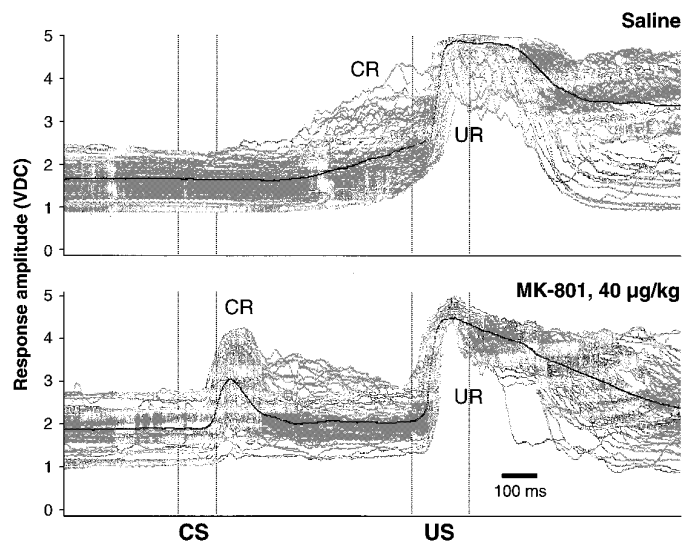 Saline
5
4
3
2
1
0
CR
UR
Response amplitude (VDC)
MK-801, 40 µg/kg
5
4
3
2
1
0
CR
UR
100 ms
CS
US